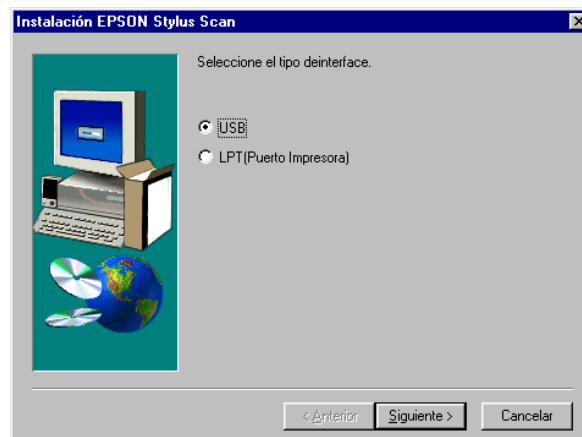 Instalación EPSON Stylus Scan
Seleccione el tipo deinterface.
USB
LPT(Puerto Impresora)
< Anterior
Siguiente >
Cancelar